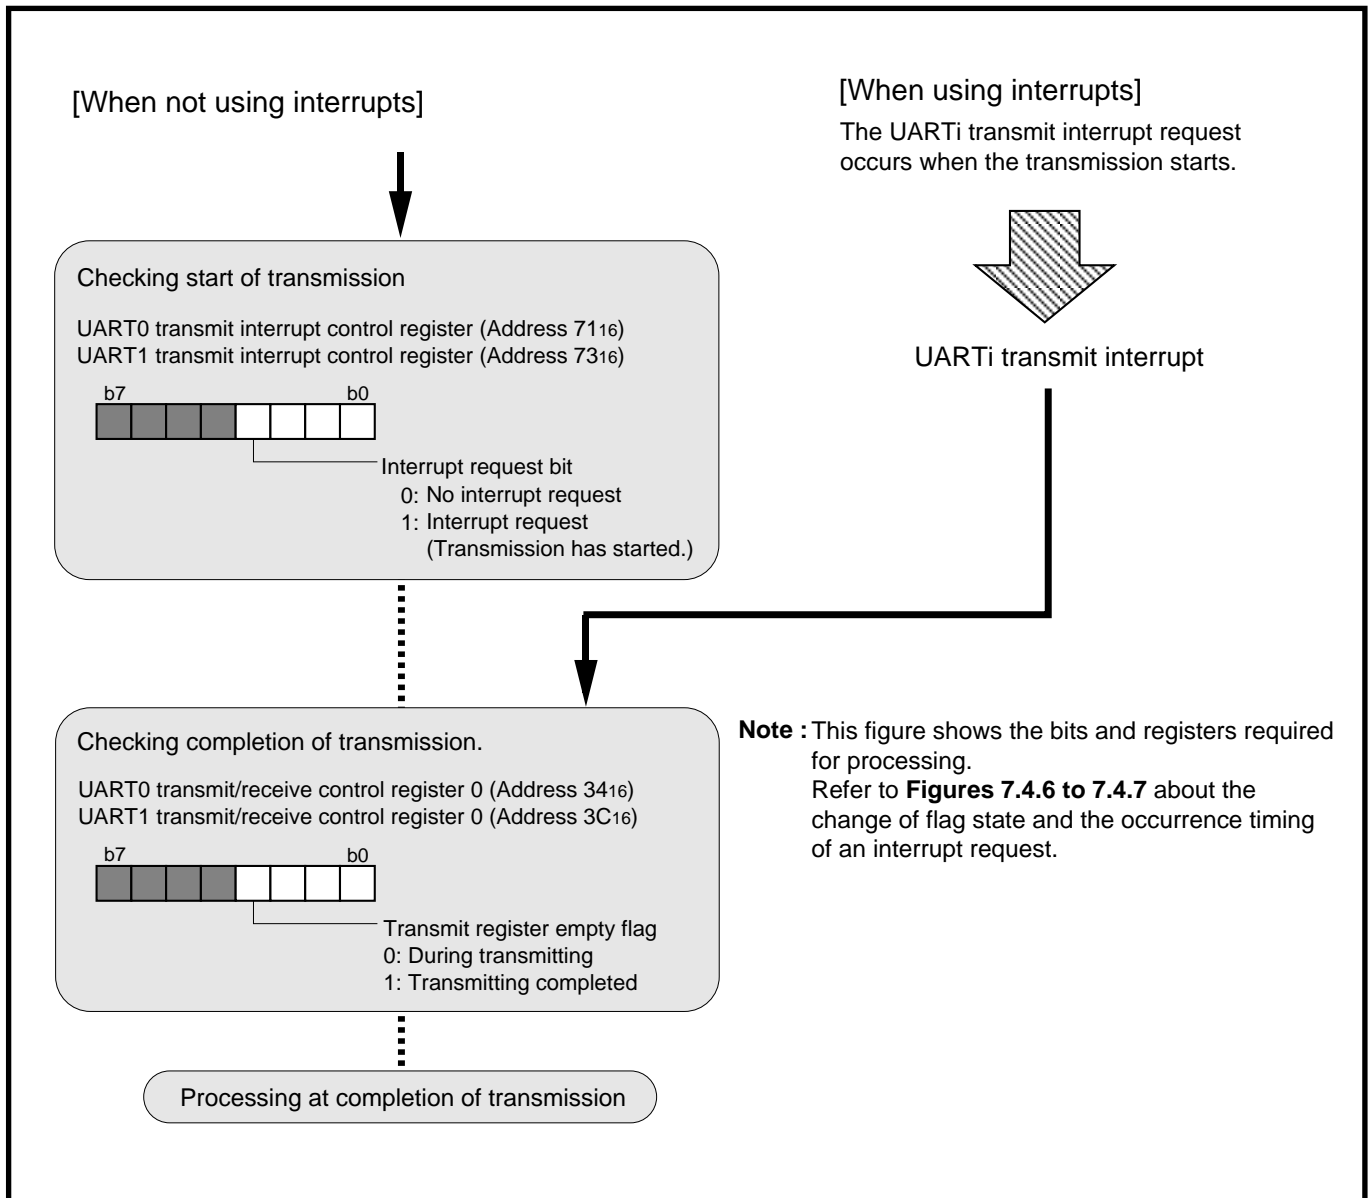 [When not using interrupts]
[When using interrupts]
The UARTi transmit interrupt request
occurs when the transmission starts.
Checking start of transmission
UART0 transmit interrupt control register (Address 7116)
UART1 transmit interrupt control register (Address 7316)
b7 b0
Interrupt request bit
0: No interrupt request
1: Interrupt request
(Transmission has started.)
UARTi transmit interrupt
Checking completion of transmission.
UART0 transmit/receive control register 0 (Address 3416)
UART1 transmit/receive control register 0 (Address 3C16)
b7 b0
Transmit register empty flag
0: During transmitting
1: Transmitting completed
Note : This figure shows the bits and registers required
for processing.
Refer to Figures 7.4.6 to 7.4.7 about the
change of flag state and the occurrence timing
of an interrupt request.
Processing at completion of transmission